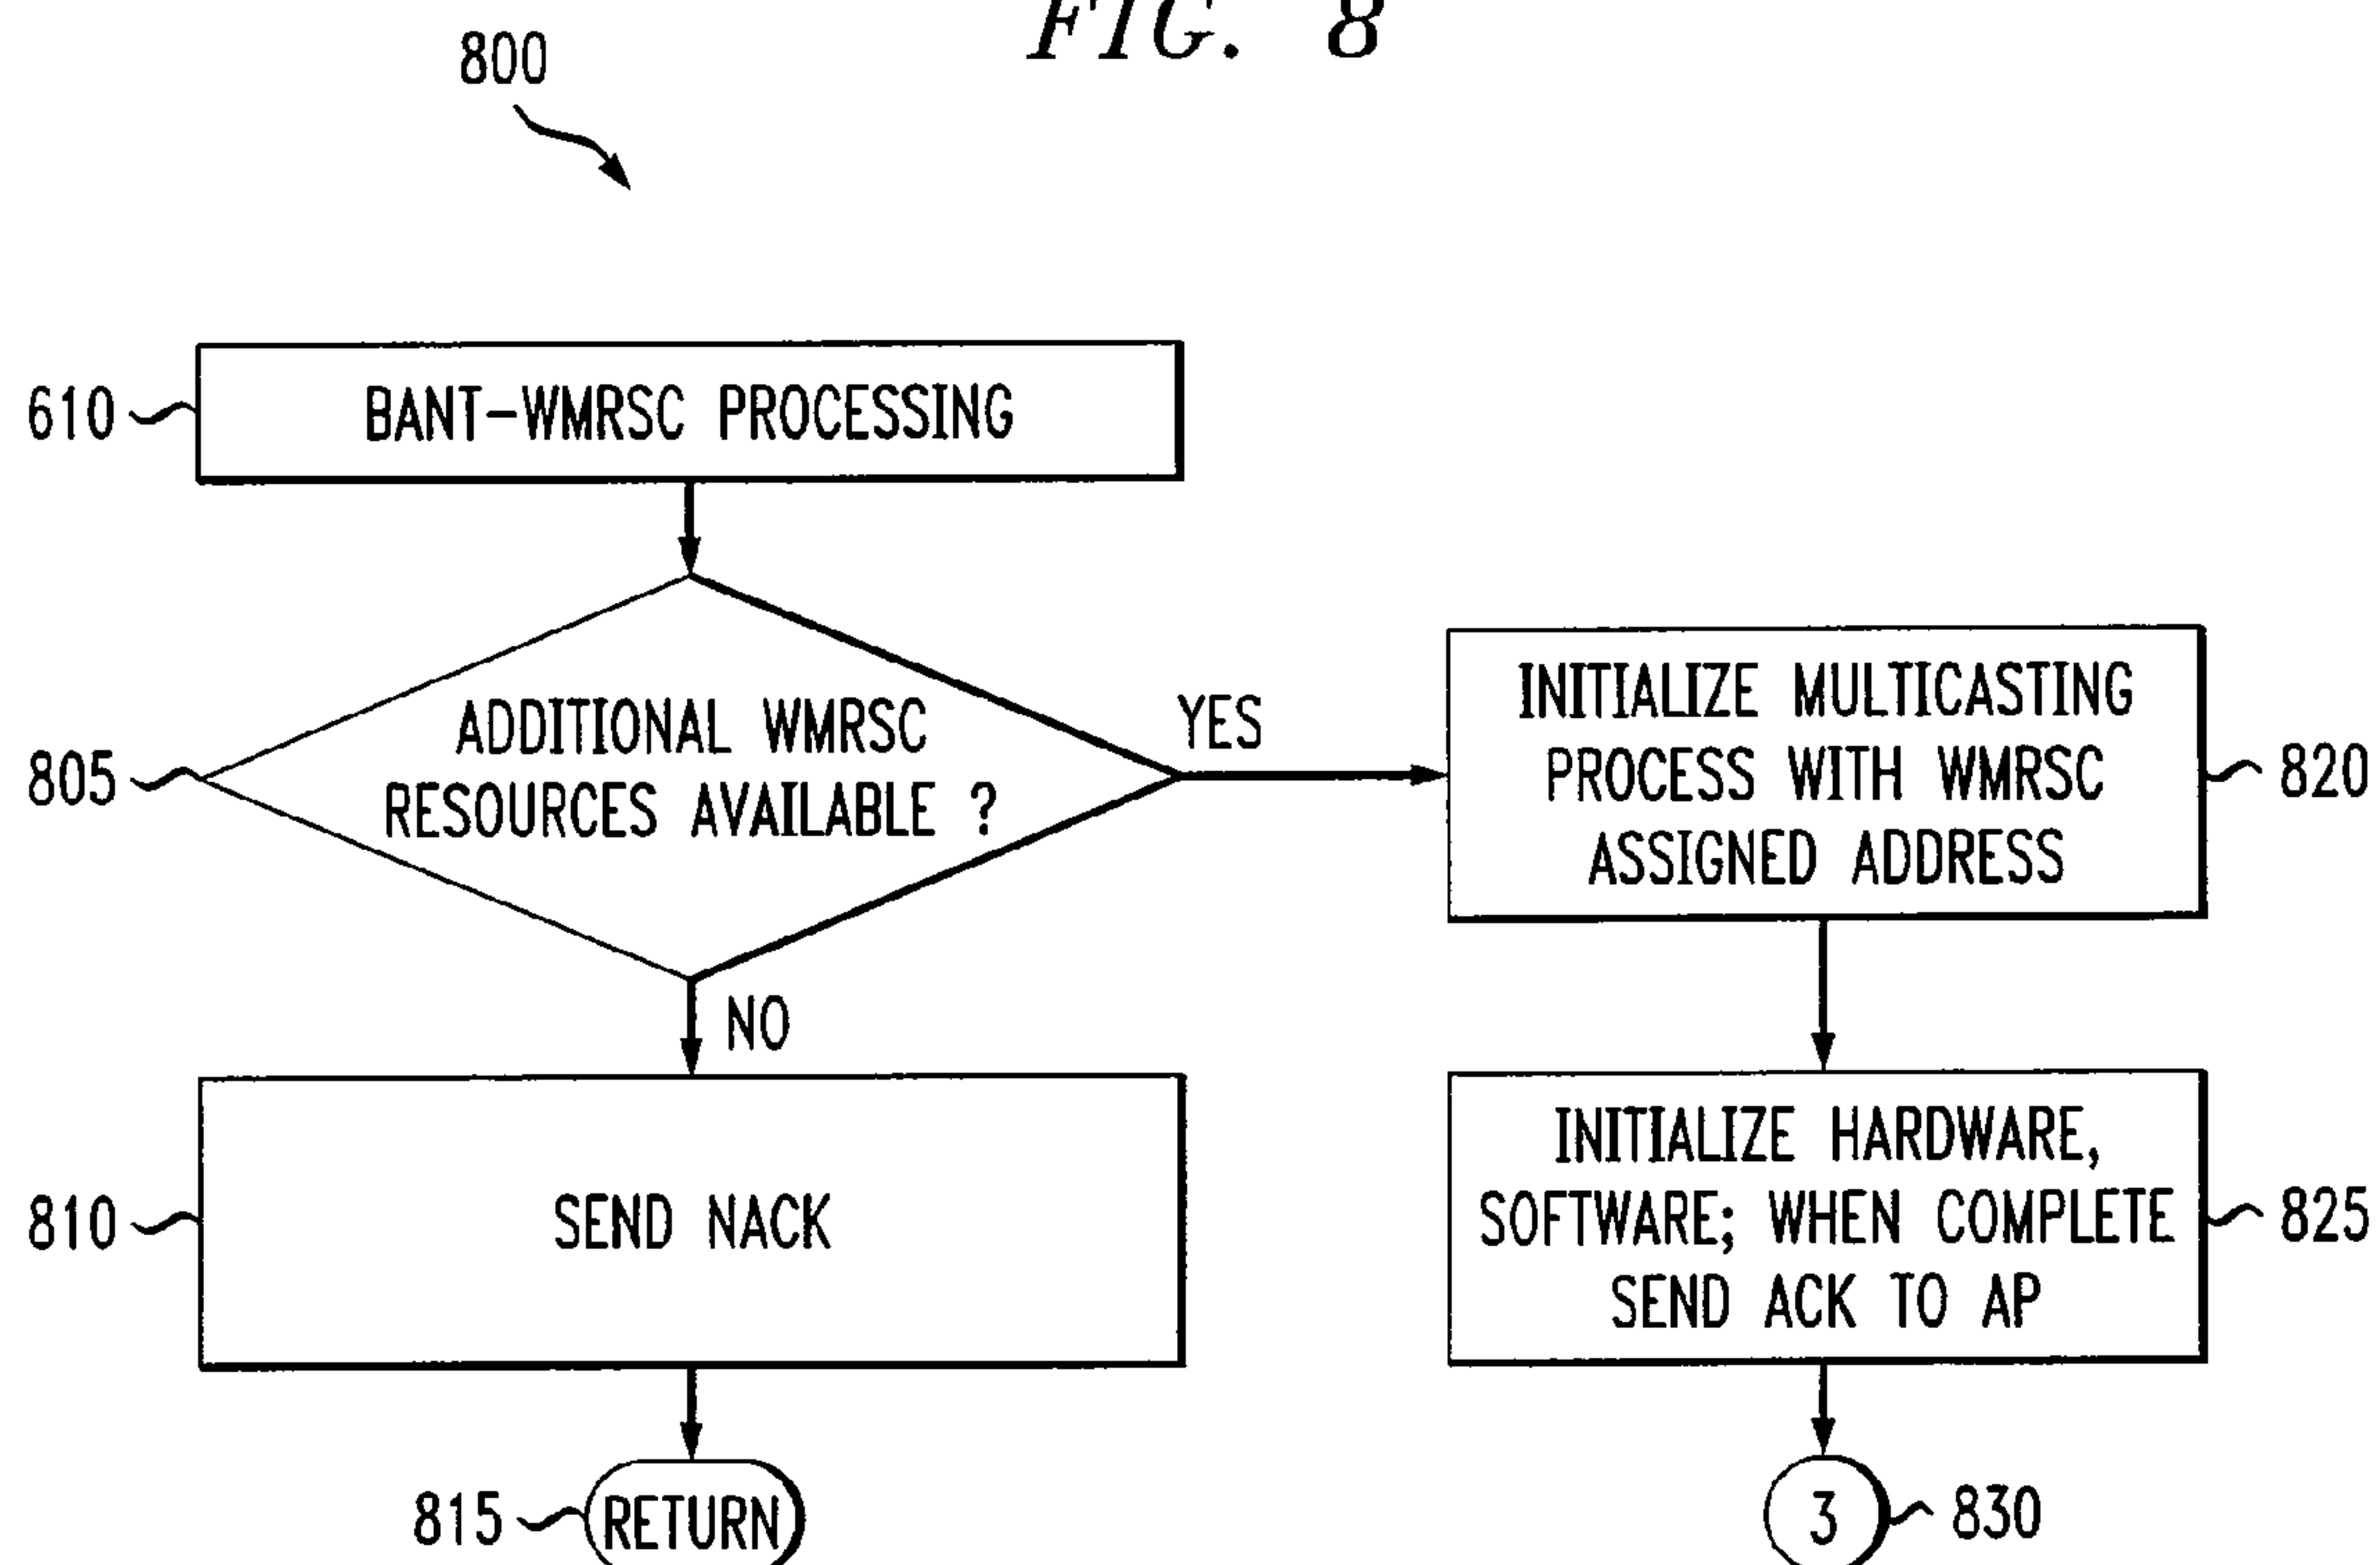 FIG. 8
800
610
BANT-WMRSC PROCESSING
805
ADDITIONAL WMRSC
RESOURCES AVAILABLE ?
YES
NO
INITIALIZE MULTICASTING
PROCESS WITH WMRSC
ASSIGNED ADDRESS
820
810
SEND NACK
INITIALIZE HARDWARE,
SOFTWARE; WHEN COMPLETE
SEND ACK TO AP
825
815
RETURN
3
830